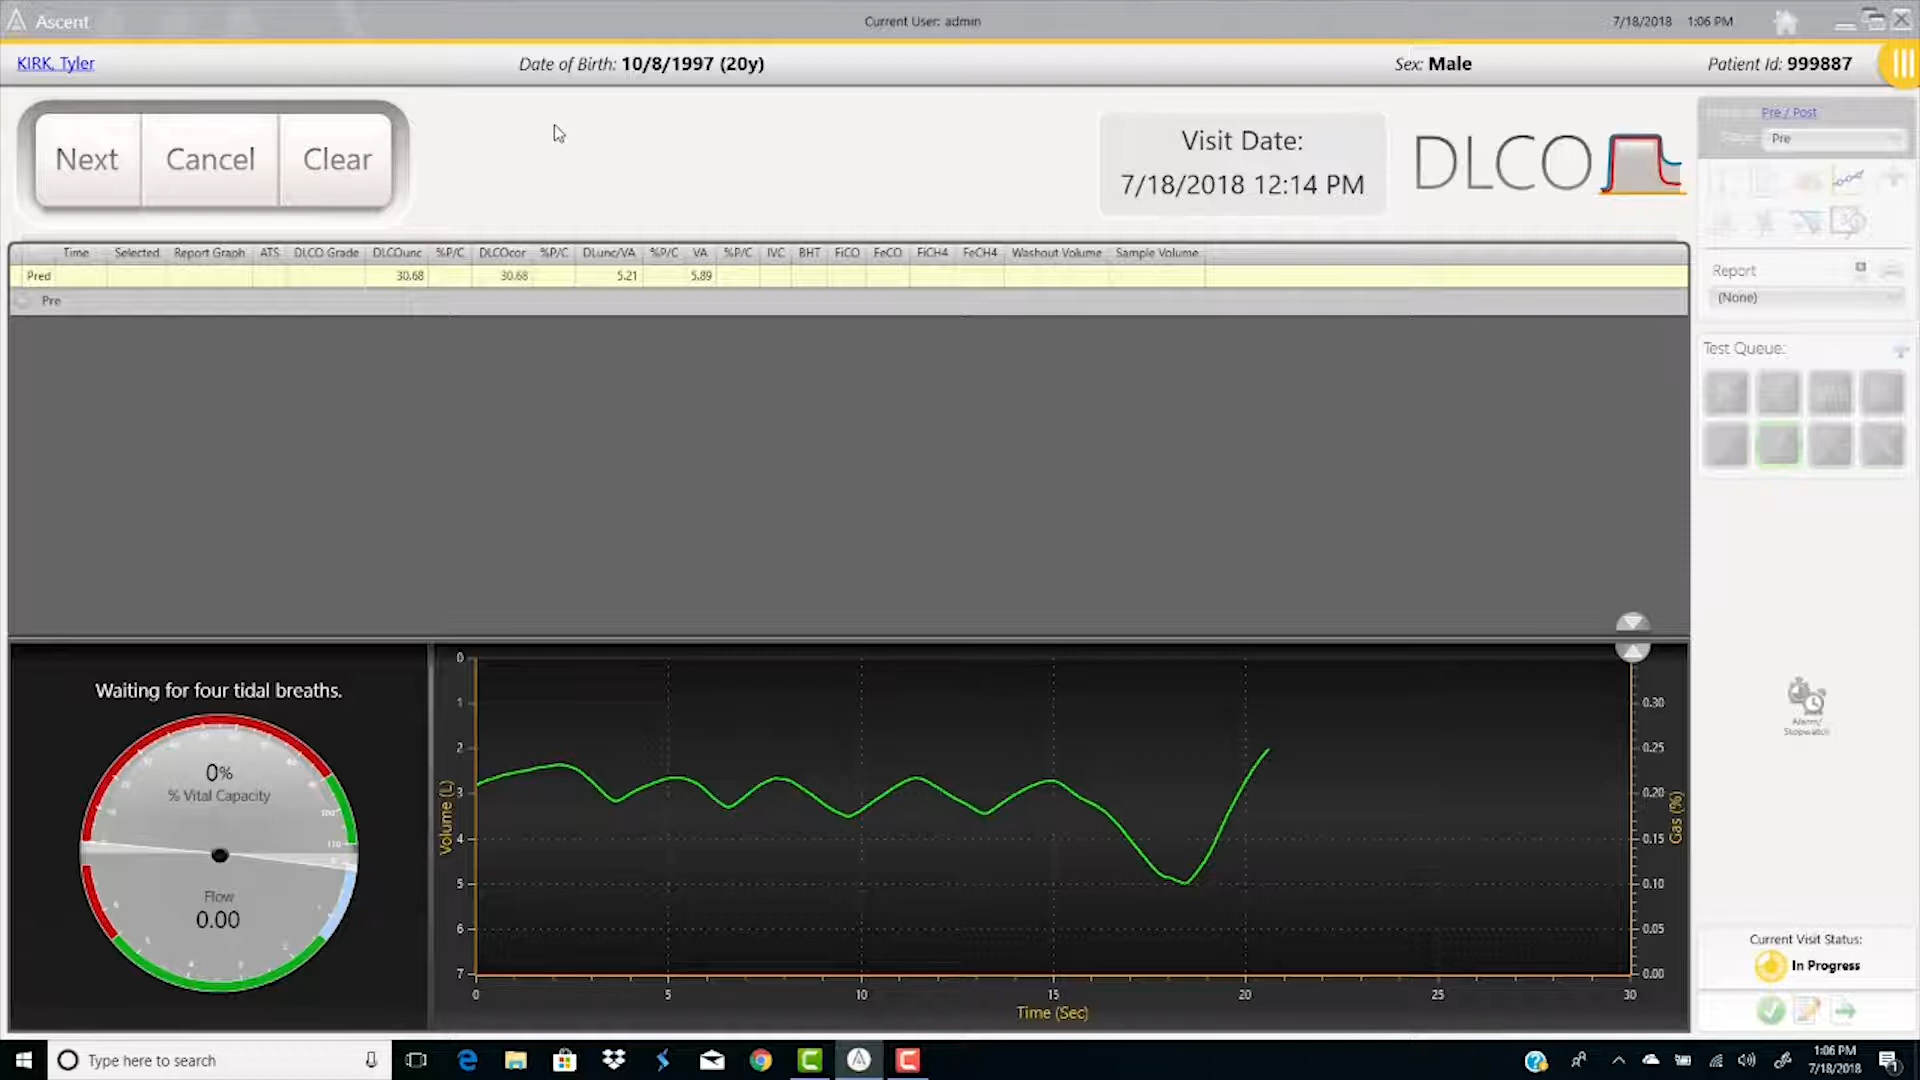 Ascent
Current User: admin
7/18/2018 1:06 PM
KIRK, Tyler
Date of Birth: 10/8/1997 (20y)
Sex: Male
Patient Id: 999887
Next
Cancel
Clear
Visit Date:
7/18/2018 12:14 PM
DLCO
Pre / Post
Pre
Time Selected Report Graph ATS DLCO Grade DLCOunc %P/C DLCOcor %P/C DLunc/VA %P/C VA %P/C IVC BHT FiCO FeCO FiCH4 FeCH4 Washout Volume Sample Volume
Pred 30.68 30.68 5.21 5.89
Pre
Report
(None)
Test Queue:
Alarm/
Stopwatch
Waiting for four tidal breaths.
0%
% Vital Capacity
Flow
0.00
Volume (L)
0
1
2
3
4
5
6
7
0 5 10 15 20 25 30
Time (Sec)
0.30
0.25
0.20
0.15
0.10
0.05
0.00
Gas (%)
Current Visit Status:
In Progress
Type here to search
1:06 PM
7/18/2018